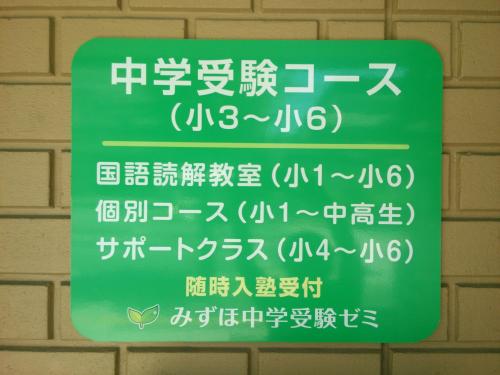 中学受験コース
(小3～小6)
国語読解教室(小1～小6)
個別コース(小1～中高生)
サポートクラス(小4～小6)
随時入塾受付
みずほ中学受験ゼミ